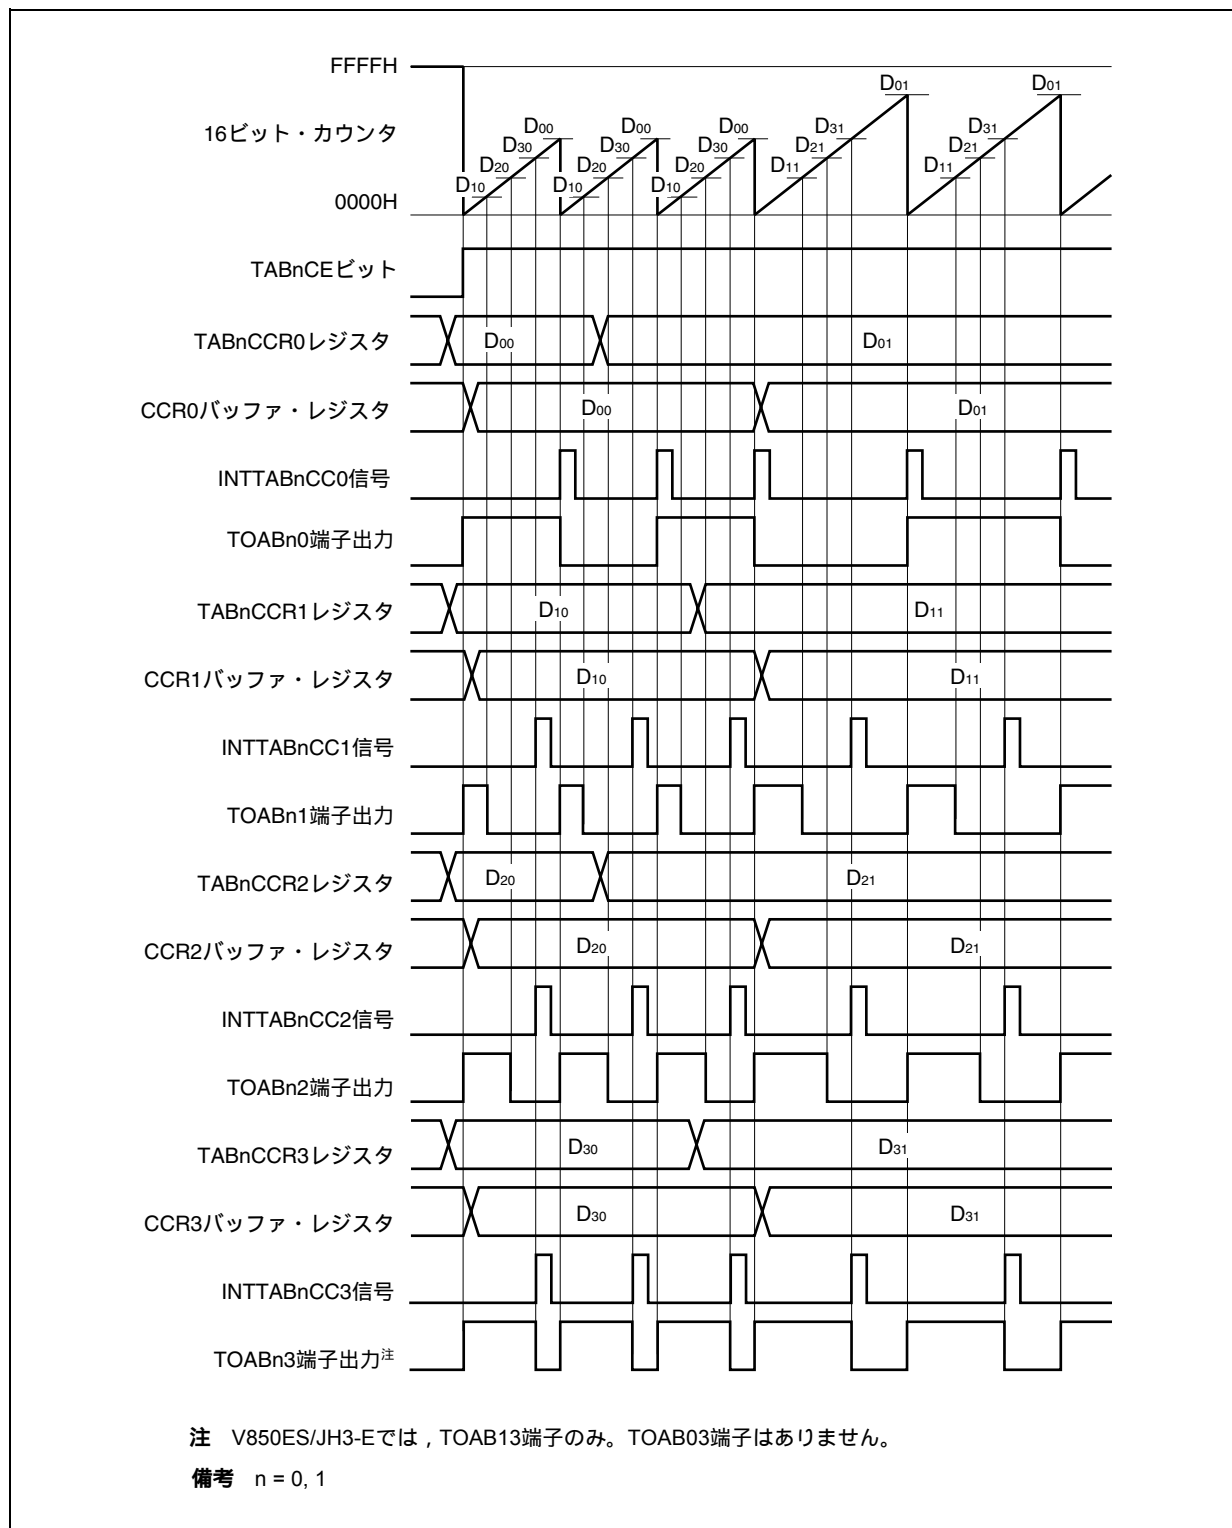 FFFFH
D01 D01
16ビット・カウンタ
D00 D00 D00 D31 D31
D30 D30 D30 D21 D21
D20 D20 D20 D11 D11
D10 D10 D10
0000H
TABnCEビット
TABnCCR0レジスタ D00 D01
CCR0バッファ・レジスタ D00 D01
INTTABnCC0信号
TOABn0端子出力
TABnCCR1レジスタ D10 D11
CCR1バッファ・レジスタ D10 D11
INTTABnCC1信号
TOABn1端子出力
TABnCCR2レジスタ D20 D21
CCR2バッファ・レジスタ D20 D21
INTTABnCC2信号
TOABn2端子出力
TABnCCR3レジスタ D30 D31
CCR3バッファ・レジスタ D30 D31
INTTABnCC3信号
TOABn3端子出力注
注 V850ES/JH3-Eでは，TOAB13端子のみ。TOAB03端子はありません。
備考 n = 0, 1